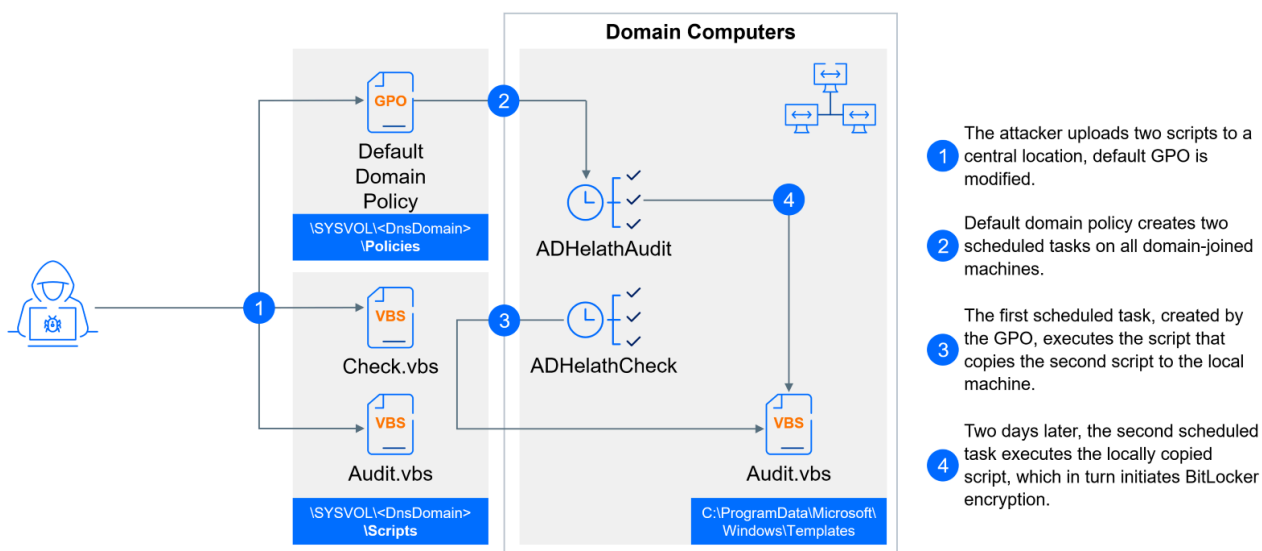 Domain Computers
GPO
Default
Domain
Policy
\SYSVOL\<DnsDomain>
\Policies
2
ADHelathAudit
4
1
VBS
Check.vbs
3
ADHelathCheck
VBS
Audit.vbs
\SYSVOL\<DnsDomain>
\Scripts
VBS
Audit.vbs
C:\ProgramData\Microsoft\
Windows\Templates
1
The attacker uploads two scripts to a
central location, default GPO is
modified.
2
Default domain policy creates two
scheduled tasks on all domain-joined
machines.
3
The first scheduled task, created by
the GPO, executes the script that
copies the second script to the local
machine.
4
Two days later, the second scheduled
task executes the locally copied
script, which in turn initiates BitLocker
encryption.